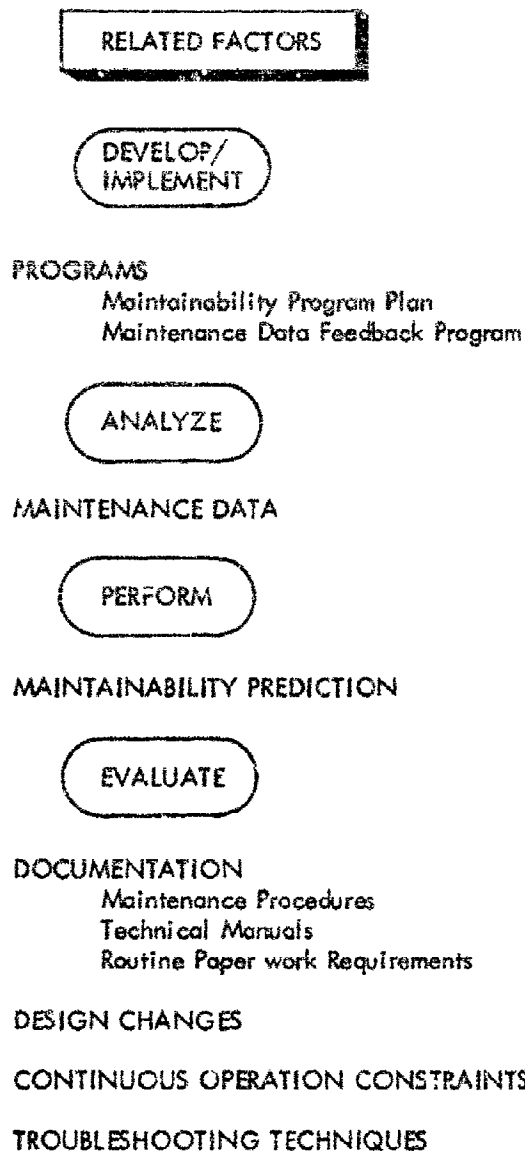 RELATED FACTORS
DEVELOP/
IMPLEMENT
PROGRAMS
Maintainability Program Plan
Maintenance Data Feedback Program
ANALYZE
MAINTENANCE DATA
PERFORM
MAINTAINABILITY PREDICTION
EVALUATE
DOCUMENTATION
Maintenance Procedures
Technical Manuals
Routine Paper work Requirements
DESIGN CHANGES
CONTINUOUS OPERATION CONSTRAINTS
TROUBLESHOOTING TECHNIQUES